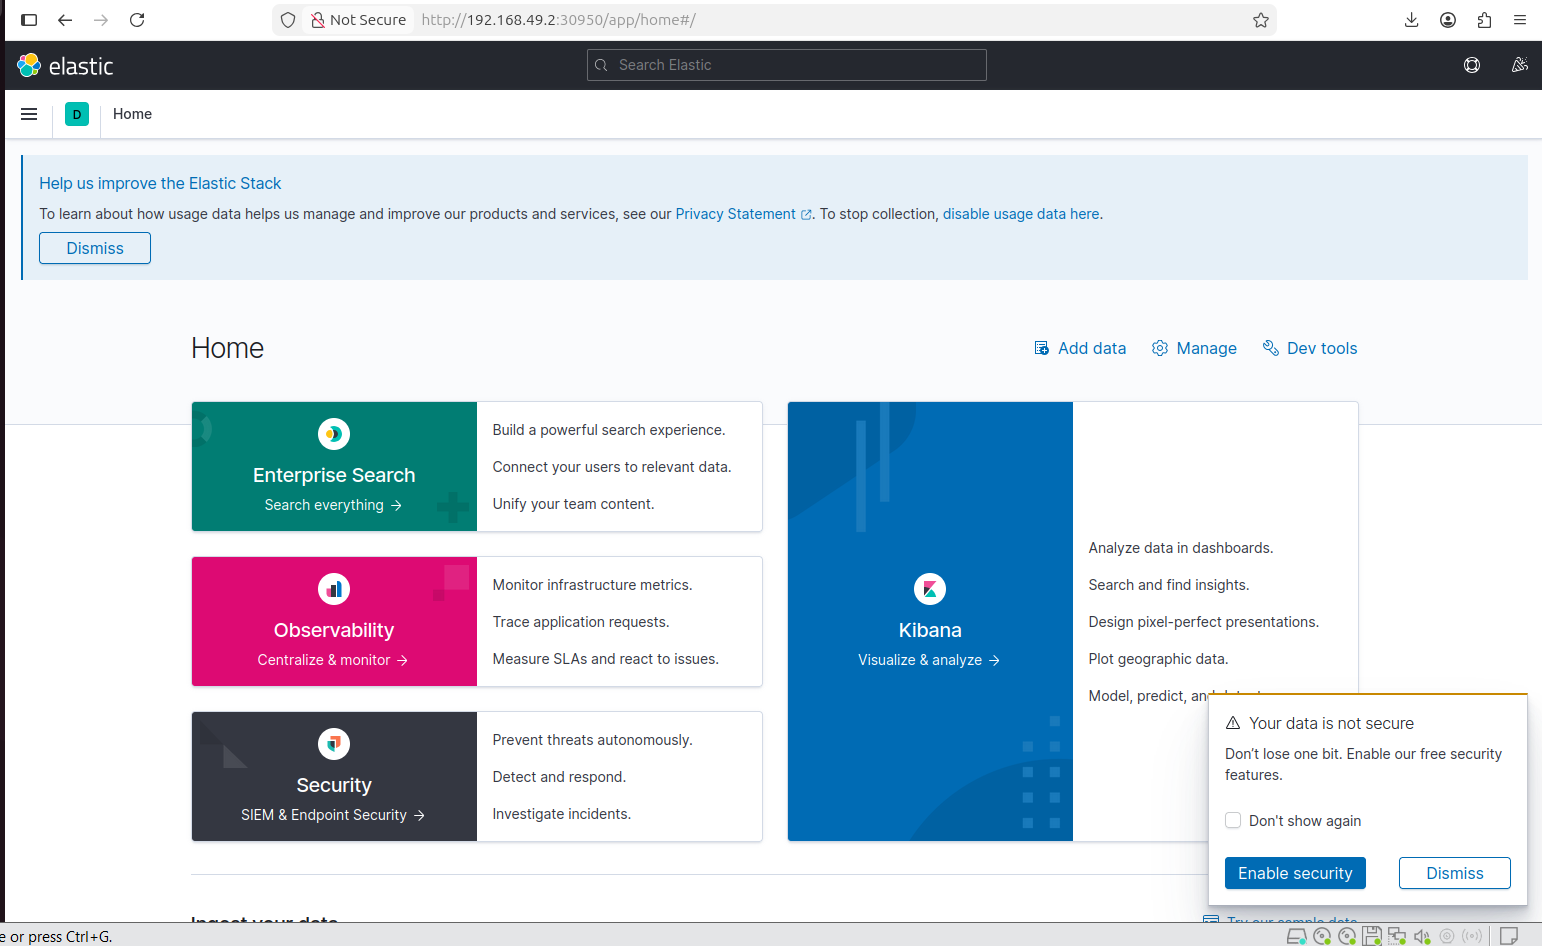 Not Secure http://192.168.49.2:30950/app/home#/
elastic
Search Elastic
D
Home
Help us improve the Elastic Stack
To learn about how usage data helps us manage and improve our products and services, see our Privacy Statement. To stop collection, disable usage data here.
Dismiss
Home
Add data
Manage
Dev tools
Enterprise Search
Search everything →
Build a powerful search experience.
Connect your users to relevant data.
Unify your team content.
Observability
Centralize & monitor →
Monitor infrastructure metrics.
Trace application requests.
Measure SLAs and react to issues.
Security
SIEM & Endpoint Security →
Prevent threats autonomously.
Detect and respond.
Investigate incidents.
Kibana
Visualize & analyze →
Analyze data in dashboards.
Search and find insights.
Design pixel-perfect presentations.
Plot geographic data.
Model, predict,
Your data is not secure
Don't lose one bit. Enable our free security
features.
Don't show again
Enable security
Dismiss
Ingest your data
Try our sample data
e or press Ctrl+G.